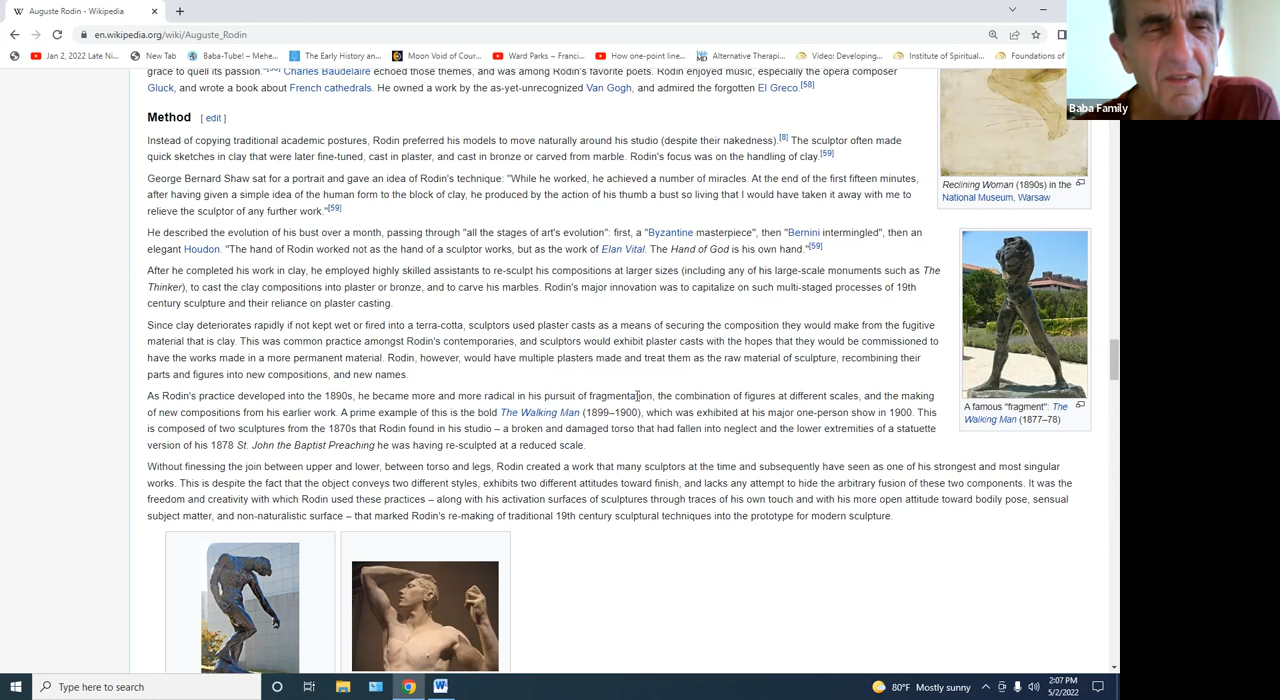 Auguste Rodin - Wikipedia
en.wikipedia.org/wiki/Auguste_Rodin
Jan 2, 2022 Late Ni...
New Tab
Baba-Tube! – Mehe...
The Early History an...
Moon Void of Cour...
Ward Parks – Franci...
How one-point line...
Alternative Therapi...
Video: Developing...
Institute of Spiritual...
Foundations of
Baba Family
grace to quell its passion." Charles Baudelaire echoed those themes, and was among Rodin's favorite poets. Rodin enjoyed music, especially the opera composer
Gluck, and wrote a book about French cathedrals. He owned a work by the as-yet-unrecognized Van Gogh, and admired the forgotten El Greco.[58]
Method [ edit ]
Instead of copying traditional academic postures, Rodin preferred his models to move naturally around his studio (despite their nakedness).[8] The sculptor often made
quick sketches in clay that were later fine-tuned, cast in plaster, and cast in bronze or carved from marble. Rodin's focus was on the handling of clay.[59]
George Bernard Shaw sat for a portrait and gave an idea of Rodin's technique: "While he worked, he achieved a number of miracles. At the end of the first fifteen minutes,
after having given a simple idea of the human form to the block of clay, he produced by the action of his thumb a bust so living that I would have taken it away with me to
relieve the sculptor of any further work."[59]
He described the evolution of his bust over a month, passing through "all the stages of art's evolution": first, a "Byzantine masterpiece", then "Bernini intermingled", then an
elegant Houdon. "The hand of Rodin worked not as the hand of a sculptor works, but as the work of Elan Vital. The Hand of God is his own hand."[59]
After he completed his work in clay, he employed highly skilled assistants to re-sculpt his compositions at larger sizes (including any of his large-scale monuments such as The
Thinker), to cast the clay compositions into plaster or bronze, and to carve his marbles. Rodin's major innovation was to capitalize on such multi-staged processes of 19th
century sculpture and their reliance on plaster casting.
Since clay deteriorates rapidly if not kept wet or fired into a terra-cotta, sculptors used plaster casts as a means of securing the composition they would make from the fugitive
material that is clay. This was common practice amongst Rodin's contemporaries, and sculptors would exhibit plaster casts with the hopes that they would be commissioned to
have the works made in a more permanent material. Rodin, however, would have multiple plasters made and treat them as the raw material of sculpture, recombining their
parts and figures into new compositions, and new names.
As Rodin's practice developed into the 1890s, he became more and more radical in his pursuit of fragmentation, the combination of figures at different scales, and the making
of new compositions from his earlier work. A prime example of this is the bold The Walking Man (1899–1900), which was exhibited at his major one-person show in 1900. This
is composed of two sculptures from the 1870s that Rodin found in his studio – a broken and damaged torso that had fallen into neglect and the lower extremities of a statuette
version of his 1878 St. John the Baptist Preaching he was having re-sculpted at a reduced scale.
Without finessing the join between upper and lower, between torso and legs, Rodin created a work that many sculptors at the time and subsequently have seen as one of his strongest and most singular
works. This is despite the fact that the object conveys two different styles, exhibits two different attitudes toward finish, and lacks any attempt to hide the arbitrary fusion of these two components. It was the
freedom and creativity with which Rodin used these practices – along with his activation surfaces of sculptures through traces of his own touch and with his more open attitude toward bodily pose, sensual
subject matter, and non-naturalistic surface – that marked Rodin's re-making of traditional 19th century sculptural techniques into the prototype for modern sculpture.
Reclining Woman (1890s) in the
National Museum, Warsaw
A famous "fragment": The
Walking Man (1877–78)
Type here to search
80°F Mostly sunny
2:07 PM
5/2/2022